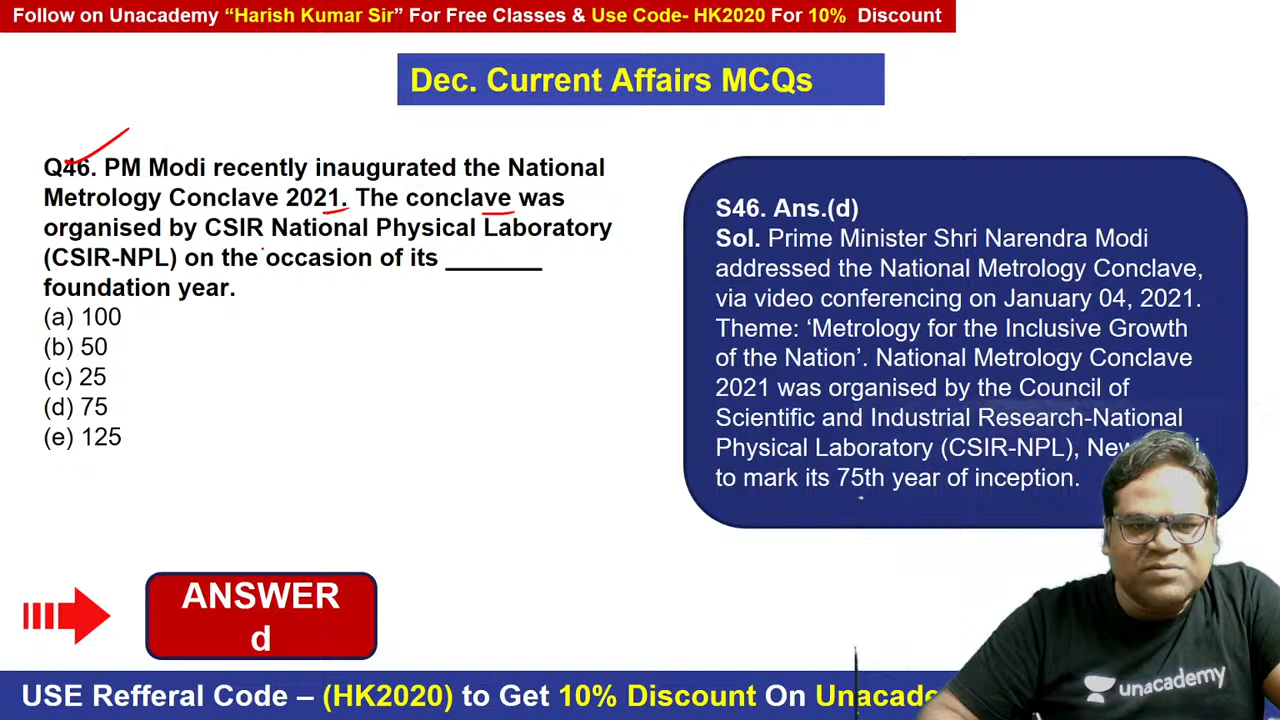 Follow on Unacademy “Harish Kumar Sir” For Free Classes & Use Code- HK2020 For 10% Discount
Dec. Current Affairs MCQs
Q46. PM Modi recently inaugurated the National
Metrology Conclave 2021. The conclave was
organised by CSIR National Physical Laboratory
(CSIR-NPL) on the occasion of its _______
foundation year.
(a) 100
(b) 50
(c) 25
(d) 75
(e) 125
S46. Ans.(d)
Sol. Prime Minister Shri Narendra Modi
addressed the National Metrology Conclave,
via video conferencing on January 04, 2021.
Theme: ‘Metrology for the Inclusive Growth
of the Nation’. National Metrology Conclave
2021 was organised by the Council of
Scientific and Industrial Research-National
Physical Laboratory (CSIR-NPL),
to mark its 75th year of inception.
ANSWER
d
USE Refferal Code – (HK2020) to Get 10% Discount On
unacademy